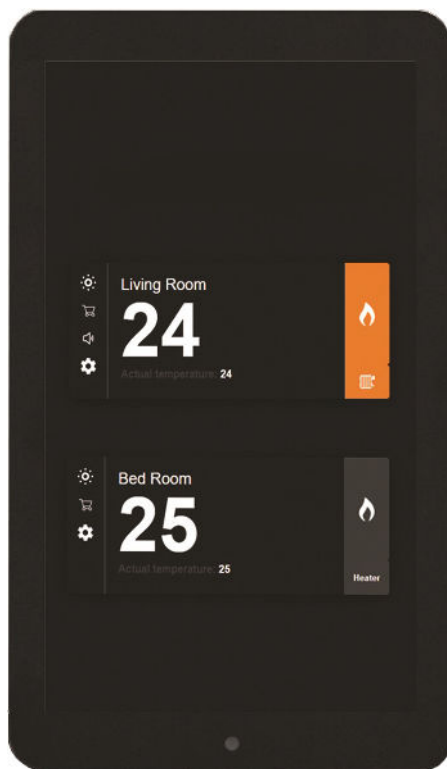 Living Room
24
Actual temperature: 24
Bed Room
25
Actual temperature: 25
Heater